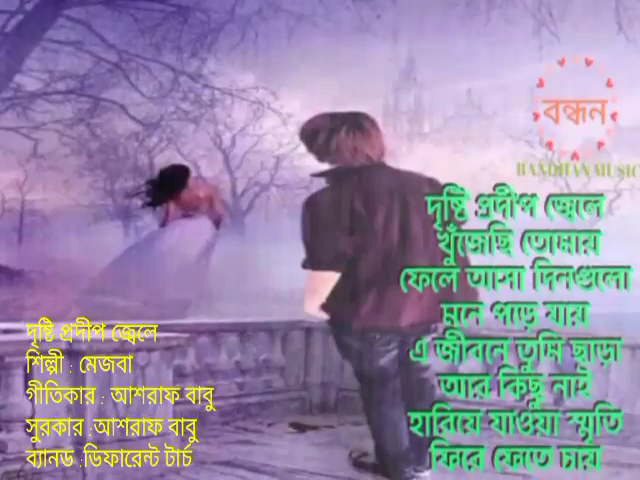 বন্ধন
BANDHAN MUSIC
দৃষ্টি প্রদীপ জ্বেলে
খুঁজেছি তোমায়
ফেলে আসা দিনগুলো
মনে পড়ে যায়
এ জীবনে তুমি ছাড়া
আর কিছু নাই
হারিয়ে যাওয়া স্মৃতি
ফিরে ফেতে চায়
দৃষ্টি প্রদীপ জ্বেলে
শিল্পী : মেজবা
গীতিকার : আশরাফ বাবু
সুরকার :আশরাফ বাবু
ব্যানড :ডিফারেন্ট টার্চ